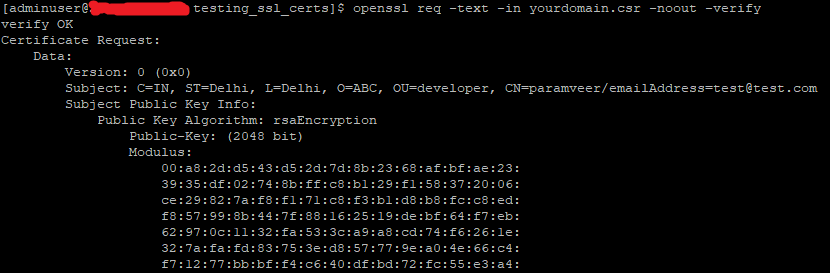 [adminuser@ testing_ssl_certs]$ openssl req -text -in yourdomain.csr -noout -verify
verify OK
Certificate Request:
Data:
Version: 0 (0x0)
Subject: C=IN, ST=Delhi, L=Delhi, O=ABC, OU=developer, CN=paramveer/emailAddress=test@test.com
Subject Public Key Info:
Public Key Algorithm: rsaEncryption
Public-Key: (2048 bit)
Modulus:
00:a8:2d:d5:43:d5:2d:7d:8b:23:68:af:bf:ae:23:
39:35:df:02:74:8b:ff:c8:b1:29:f1:58:37:20:06:
ce:29:82:7a:f8:f1:71:c8:f3:b1:d8:b8:fc:c8:ed:
f8:57:99:8b:44:7f:88:16:25:19:de:bf:64:f7:eb:
62:97:0c:11:32:fa:53:3c:a9:a8:cd:74:f6:26:1e:
32:7a:fa:fd:83:75:3e:d8:57:77:9e:a0:4e:66:c4:
f7:12:77:bb:bf:f4:c6:40:df:bd:72:fc:55:e3:a4: